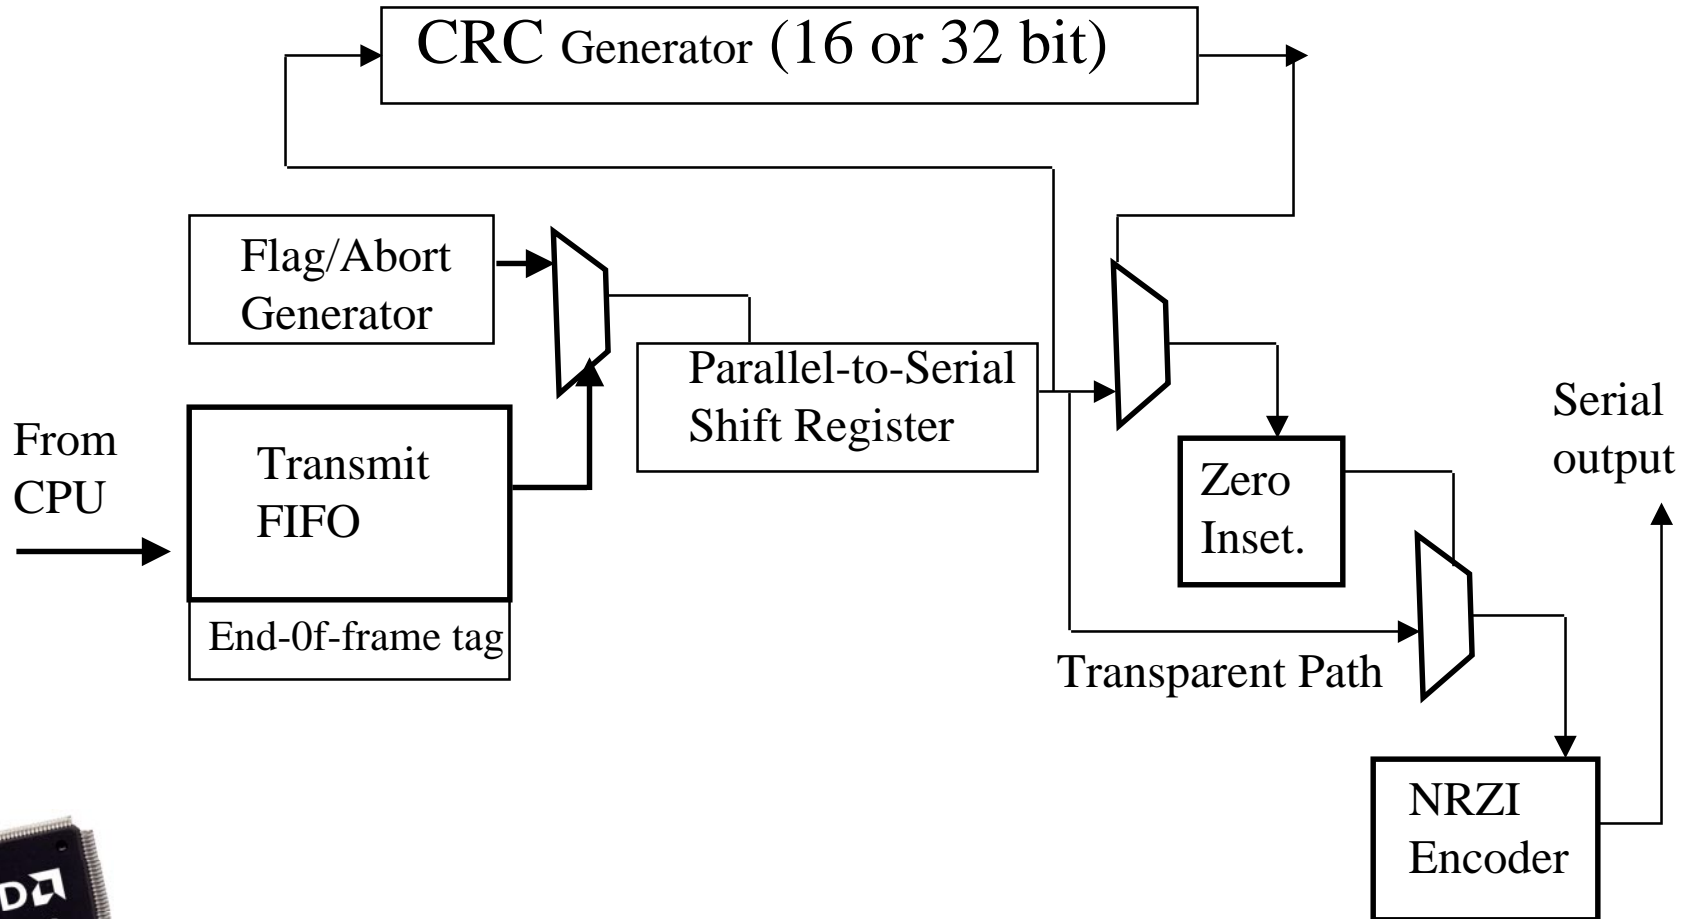 CRC Generator (16 or 32 bit)
Flag/Abort
Generator
Parallel-to-Serial
Shift Register
From
CPU
Transmit
FIFO
End-0f-frame tag
Zero
Inset.
Serial
output
Transparent Path
NRZI
Encoder